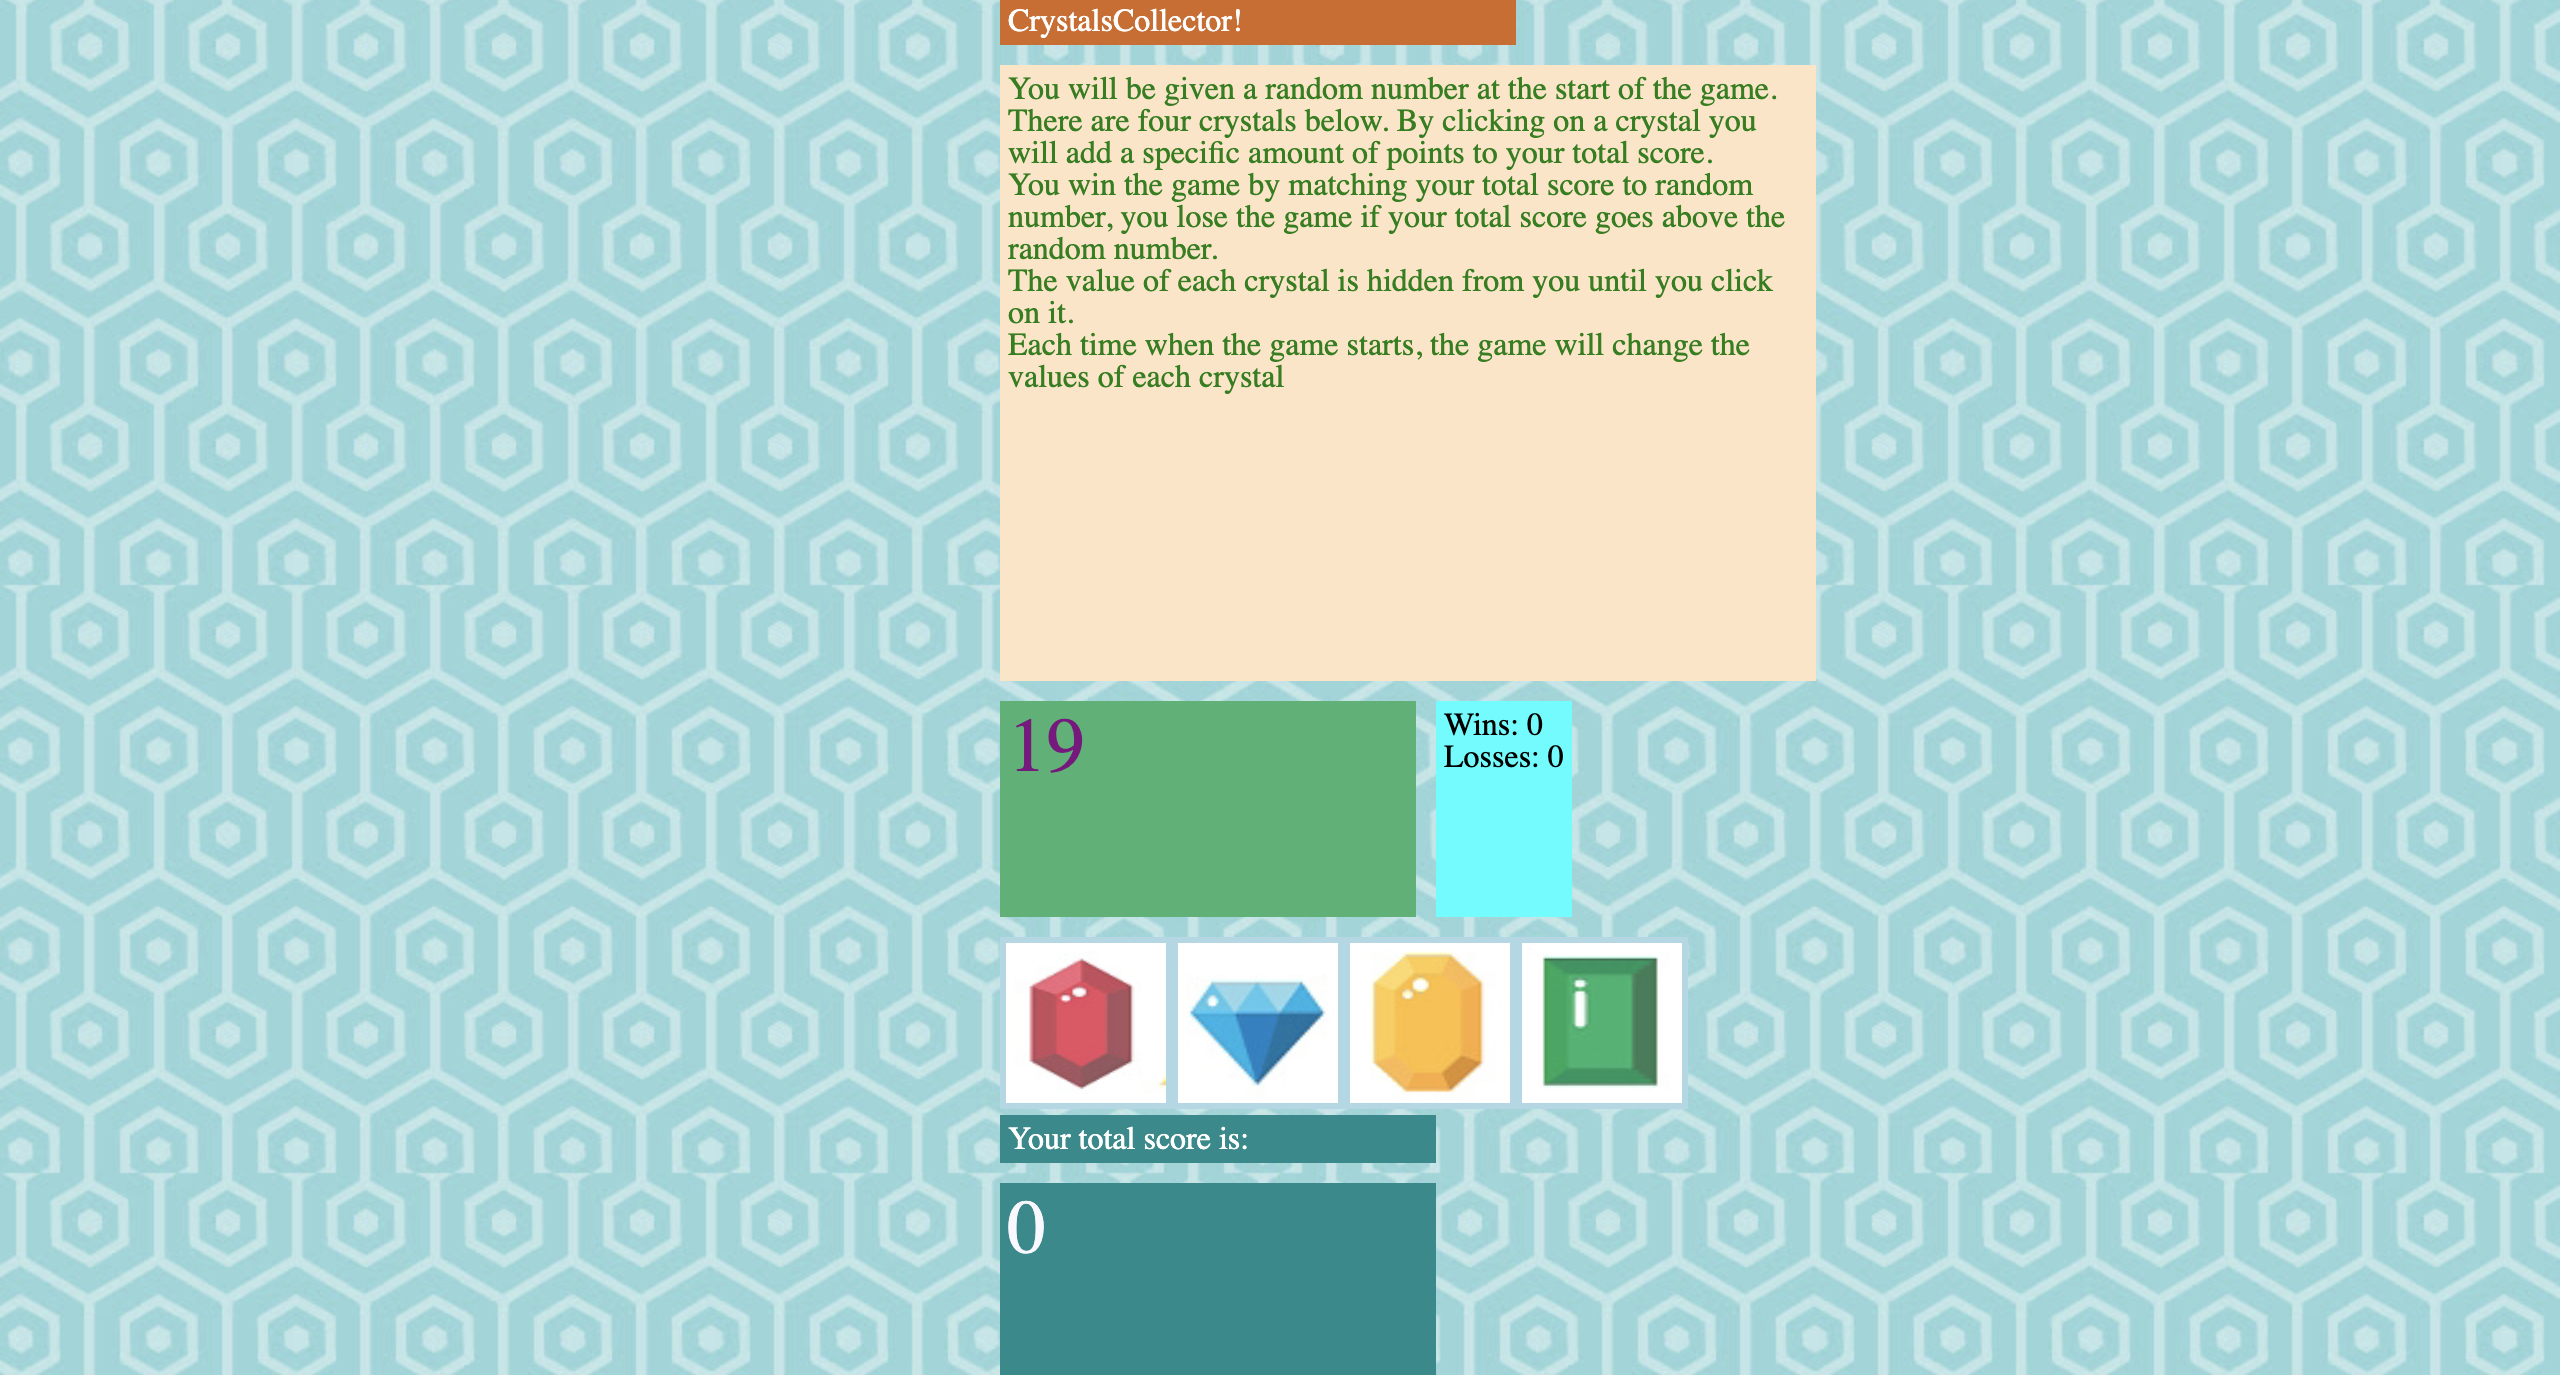 CrystalsCollector!
You will be given a random number at the start of the game.
There are four crystals below. By clicking on a crystal you
will add a specific amount of points to your total score.
You win the game by matching your total score to random
number, you lose the game if your total score goes above the
random number.
The value of each crystal is hidden from you until you click
on it.
Each time when the game starts, the game will change the
values of each crystal
19
Wins: 0
Losses: 0
Your total score is:
0